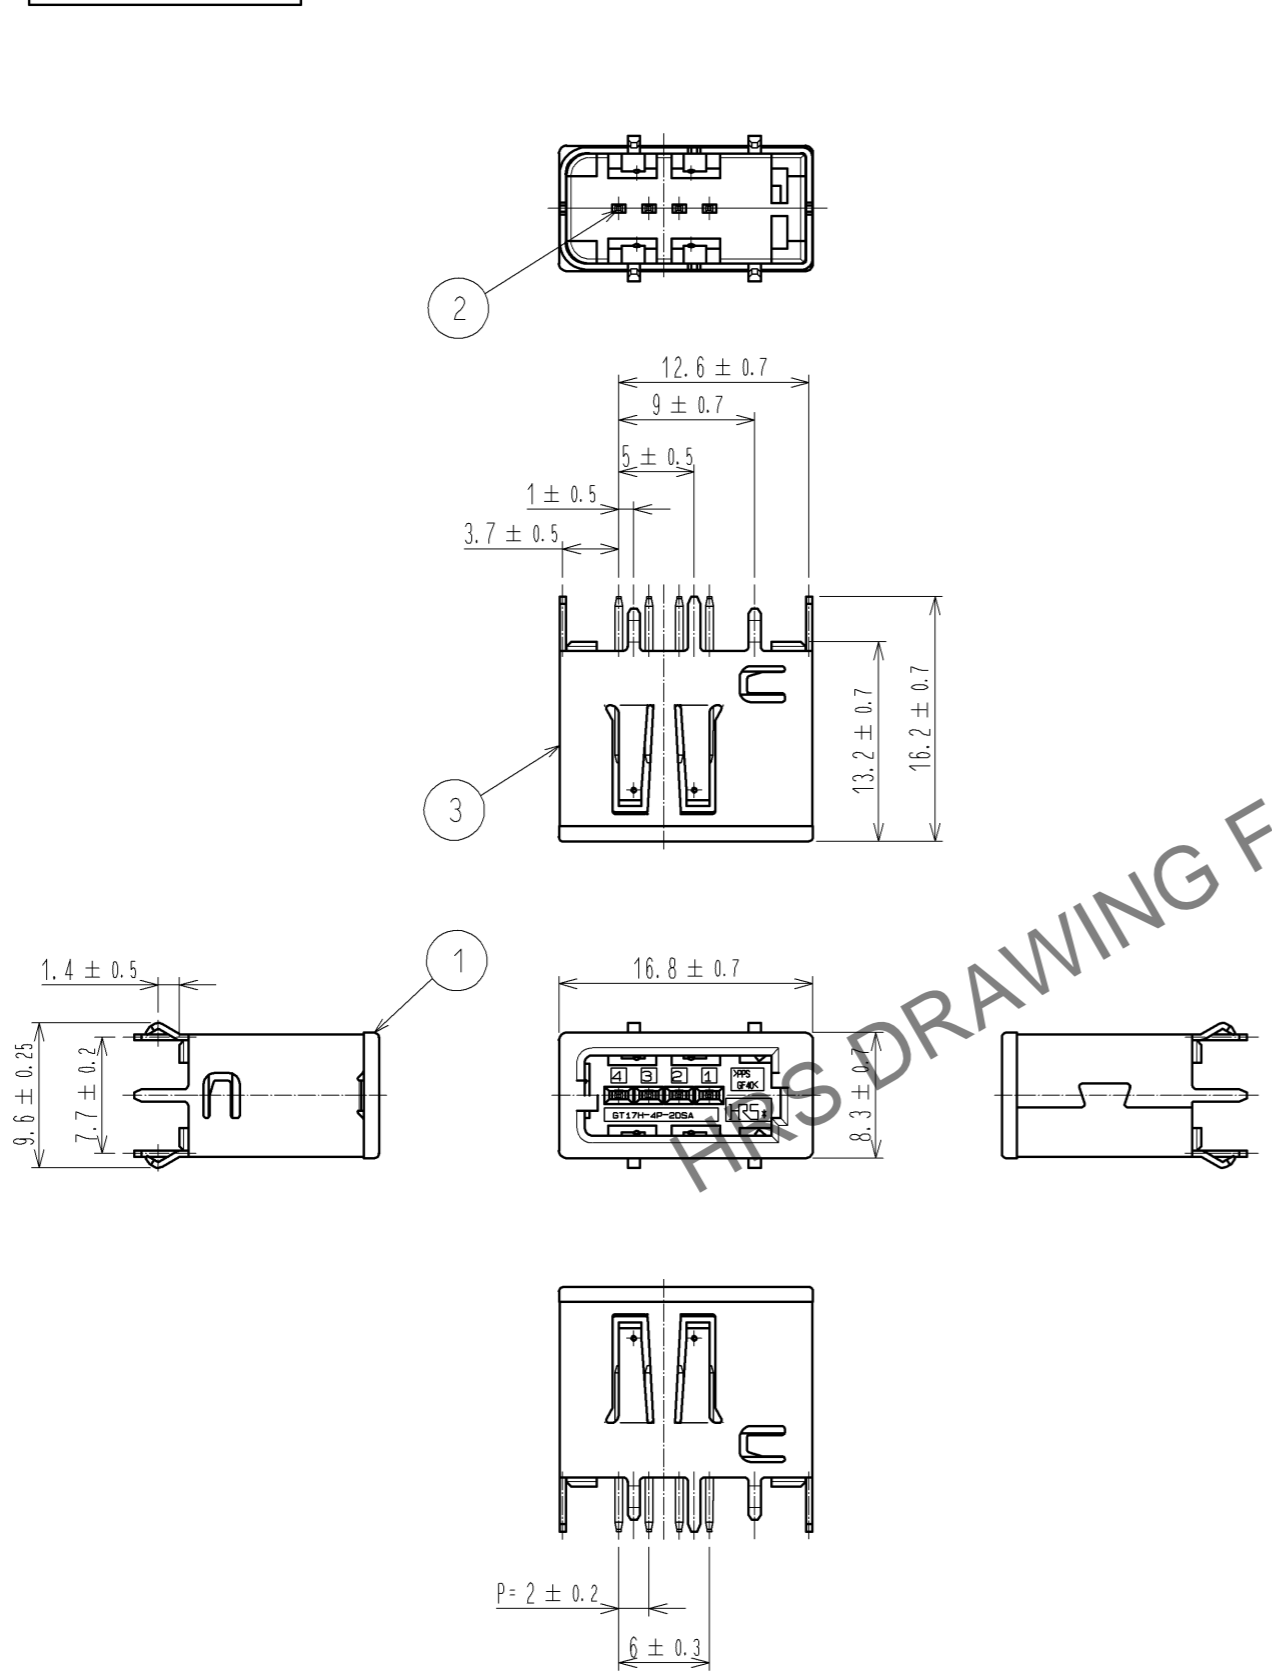 2
12.6 ± 0.7
9 ± 0.7
5 ± 0.5
1 ± 0.5
3.7 ± 0.5
13.2 ± 0.7
16.2 ± 0.7
3
HRS DRAWING F
1
1.4 ± 0.5
16.8 ± 0.7
9.6 ± 0.25
7.7 ± 0.2
8.3 ± 0.7
4 3 2 1
>PPS
GF40<
GT17H-4P-2DSA
HRS
P= 2 ± 0.2
6 ± 0.3